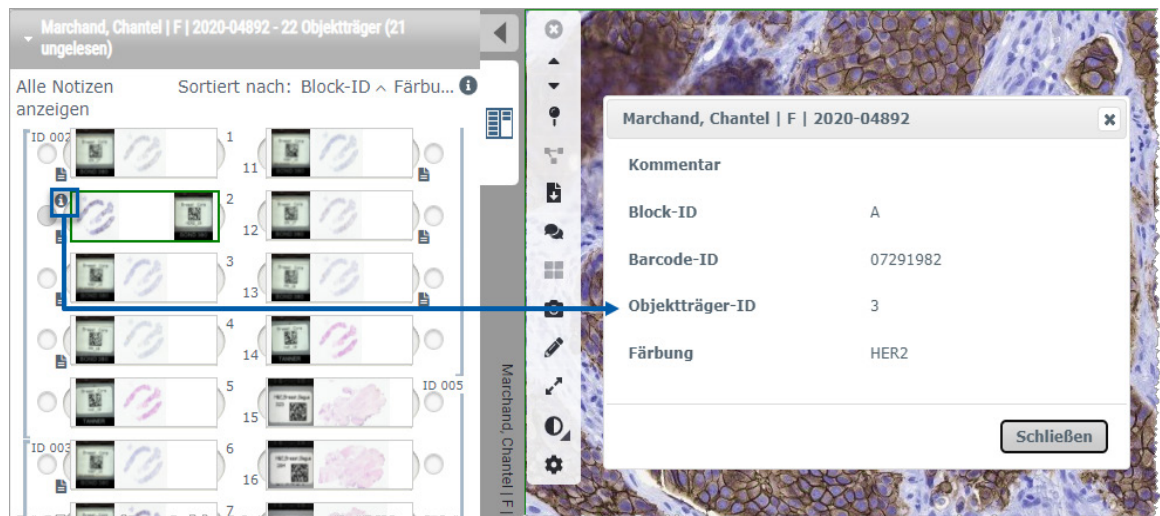 Marchand, Chantel | F | 2020-04892 - 22 Objektträger (21
ungelesen)
Alle Notizen
anzeigen
Sortiert nach: Block-ID Färbu...
ID 002
1
11
2
12
3
13
4
14
5
ID 005
15
ID 003
6
16
7
Marchand, Chantel | F |
Marchand, Chantel | F | 2020-04892
Kommentar
Block-ID A
Barcode-ID 07291982
Objektträger-ID 3
Färbung HER2
Schließen